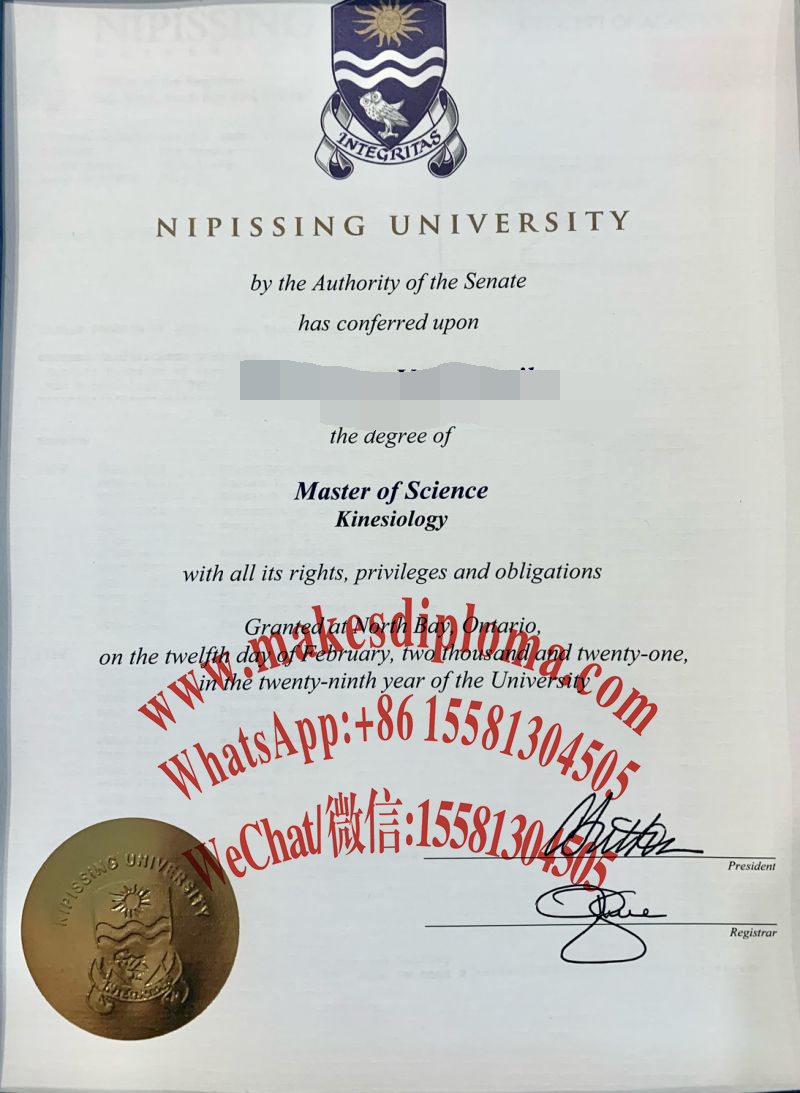 INTEGRITAS
NIPISSING UNIVERSITY
by the Authority of the Senate
has conferred upon
the degree of
Master of Science
Kinesiology
with all its rights, privileges and obligations
Granted at North Bay, Ontario,
on the twelfth day of February, two thousand and twenty-one,
in the twenty-ninth year of the University
www.makesdipluma.com
WhatsApp:+86 15581304505
WeChat/微信:15581304505
President
Registrar
NIPISSING UNIVERSITY
INTEGRITAS